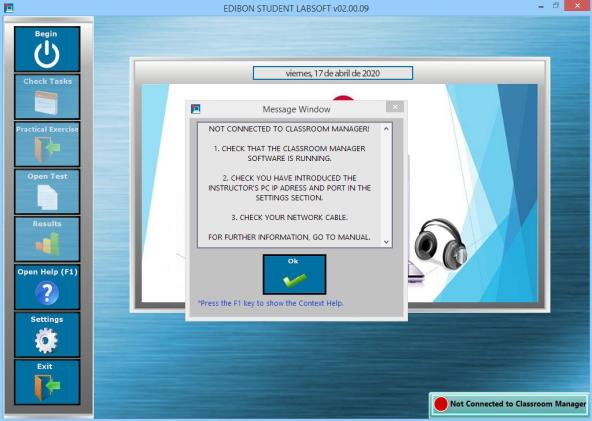 EDIBON STUDENT LABSOFT v02.00.09
Begin
Check Tasks
Practical Exercise
Open Test
Results
Open Help (F1)
Settings
Exit
viernes, 17 de abril de 2020
Message Window
NOT CONNECTED TO CLASSROOM MANAGER!
1. CHECK THAT THE CLASSROOM MANAGER
SOFTWARE IS RUNNING.
2. CHECK YOU HAVE INTRODUCED THE
INSTRUCTOR'S PC IP ADRESS AND PORT IN THE
SETTINGS SECTION.
3. CHECK YOUR NETWORK CABLE.
FOR FURTHER INFORMATION, GO TO MANUAL.
Ok
*Press the F1 key to show the Context Help.
Not Connected to Classroom Manager